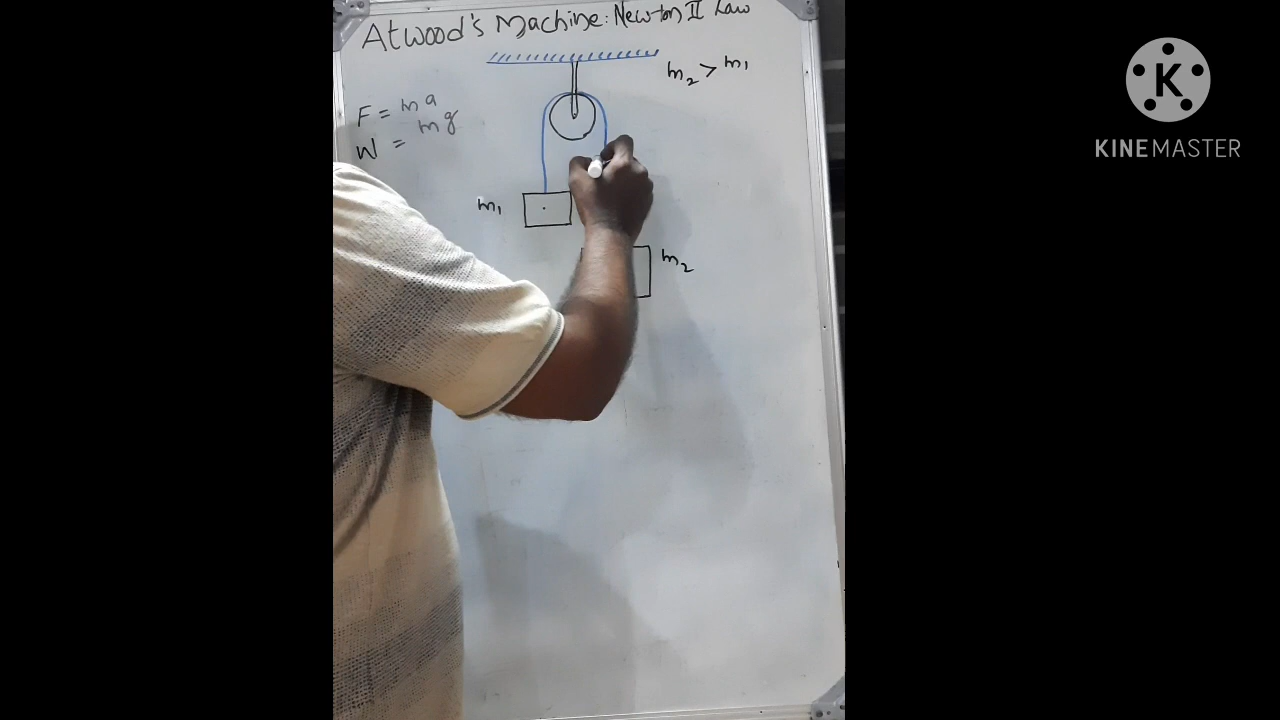 Atwood's Machine: Newton II Law
m₂ > m₁
F = ma
W = mg
m₁
m₂
K
KINEMASTER